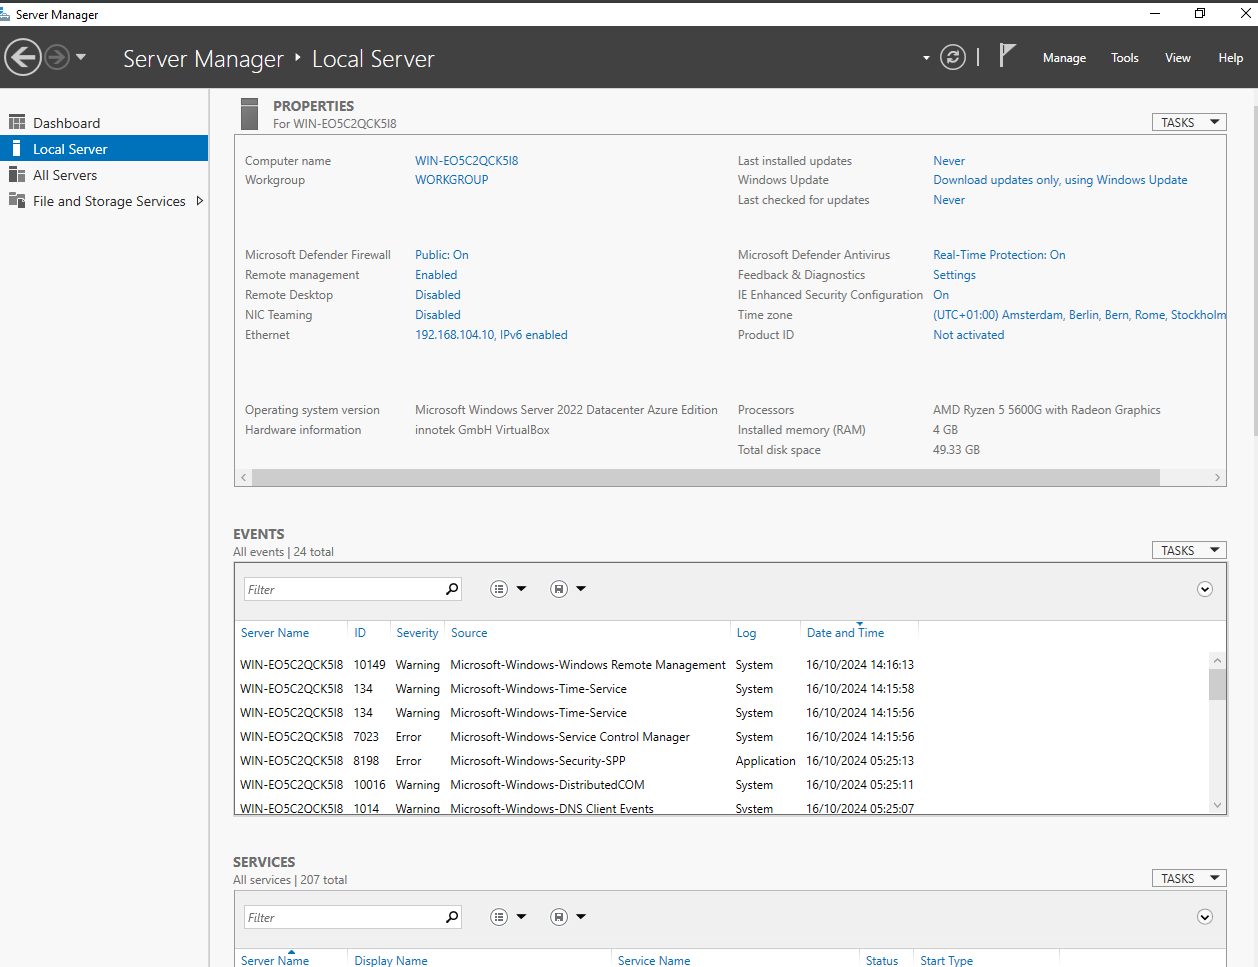 Server Manager
Server Manager ‣ Local Server
Manage Tools View Help
Dashboard
Local Server
All Servers
File and Storage Services
PROPERTIES
For WIN-EO5C2QCK5I8
TASKS
Computer name WIN-EO5C2QCK5I8 Last installed updates Never
Workgroup WORKGROUP Windows Update Download updates only, using Windows Update
Last checked for updates Never
Microsoft Defender Firewall Public: On Microsoft Defender Antivirus Real-Time Protection: On
Remote management Enabled Feedback & Diagnostics Settings
Remote Desktop Disabled IE Enhanced Security Configuration On
NIC Teaming Disabled Time zone (UTC+01:00) Amsterdam, Berlin, Bern, Rome, Stockholm
Ethernet 192.168.104.10, IPv6 enabled Product ID Not activated
Operating system version Microsoft Windows Server 2022 Datacenter Azure Edition Processors AMD Ryzen 5 5600G with Radeon Graphics
Hardware information innotek GmbH VirtualBox Installed memory (RAM) 4 GB
Total disk space 49.33 GB
EVENTS
All events | 24 total
TASKS
Filter
Server Name ID Severity Source Log Date and Time
WIN-EO5C2QCK5I8 10149 Warning Microsoft-Windows-Windows Remote Management System 16/10/2024 14:16:13
WIN-EO5C2QCK5I8 134 Warning Microsoft-Windows-Time-Service System 16/10/2024 14:15:58
WIN-EO5C2QCK5I8 134 Warning Microsoft-Windows-Time-Service System 16/10/2024 14:15:56
WIN-EO5C2QCK5I8 7023 Error Microsoft-Windows-Service Control Manager System 16/10/2024 14:15:56
WIN-EO5C2QCK5I8 8198 Error Microsoft-Windows-Security-SPP Application 16/10/2024 05:25:13
WIN-EO5C2QCK5I8 10016 Warning Microsoft-Windows-DistributedCOM System 16/10/2024 05:25:11
WIN-EO5C2QCK5I8 1014 Warning Microsoft-Windows-DNS Client Events System 16/10/2024 05:25:07
SERVICES
All services | 207 total
TASKS
Filter
Server Name Display Name Service Name Status Start Type